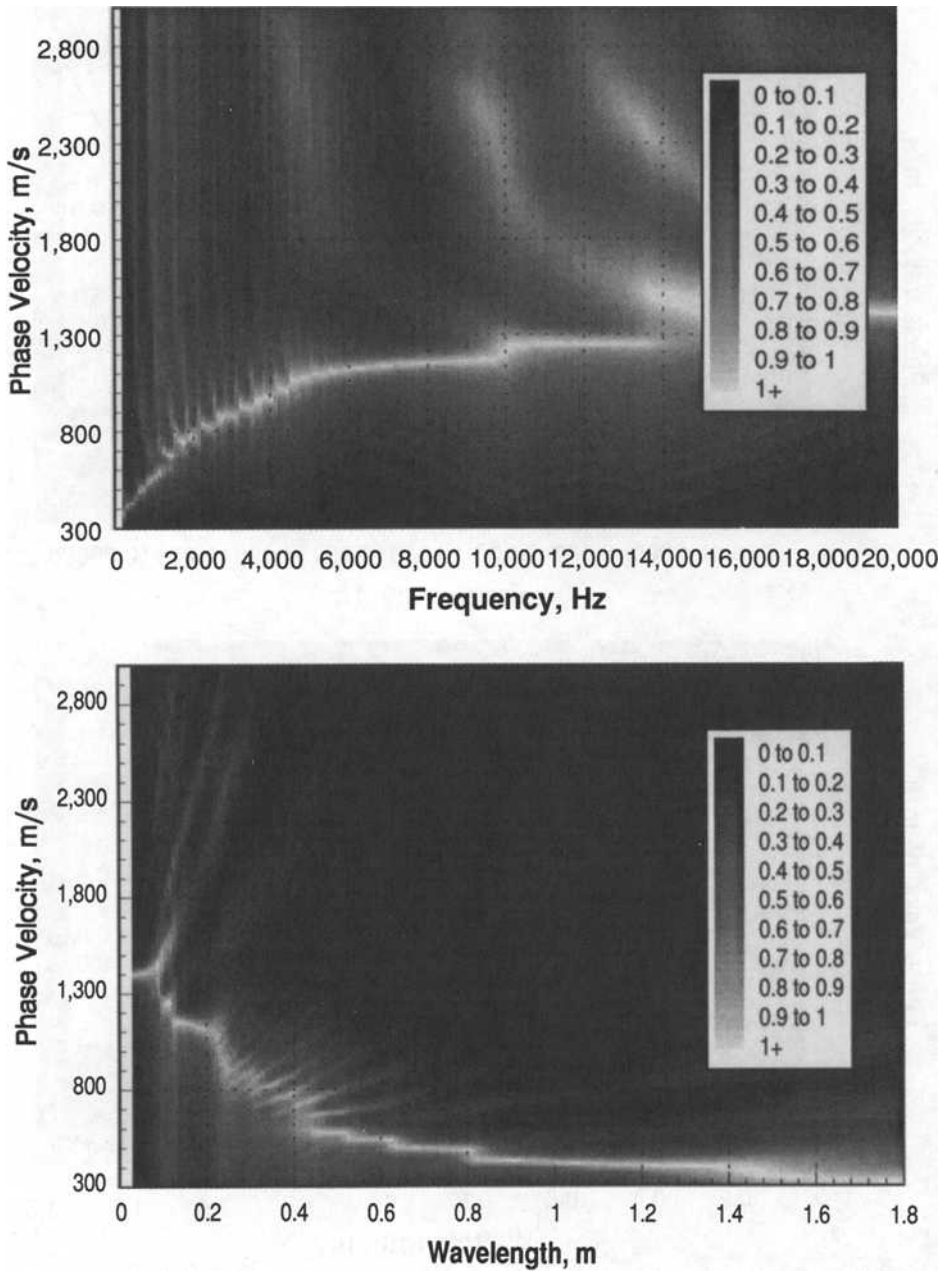 2,800
2,300
1,800
1,300
800
300
Phase Velocity, m/s
0 to 0.1
0.1 to 0.2
0.2 to 0.3
0.3 to 0.4
0.4 to 0.5
0.5 to 0.6
0.6 to 0.7
0.7 to 0.8
0.8 to 0.9
0.9 to 1
1+
0 2,000 4,000 6,000 8,000 10,000 12,000 14,000 16,000 18,000 20,000
Frequency, Hz
2,800
2,300
1,800
1,300
800
300
Phase Velocity, m/s
0 to 0.1
0.1 to 0.2
0.2 to 0.3
0.3 to 0.4
0.4 to 0.5
0.5 to 0.6
0.6 to 0.7
0.7 to 0.8
0.8 to 0.9
0.9 to 1
1+
0 0.2 0.4 0.6 0.8 1 1.2 1.4 1.6 1.8
Wavelength, m